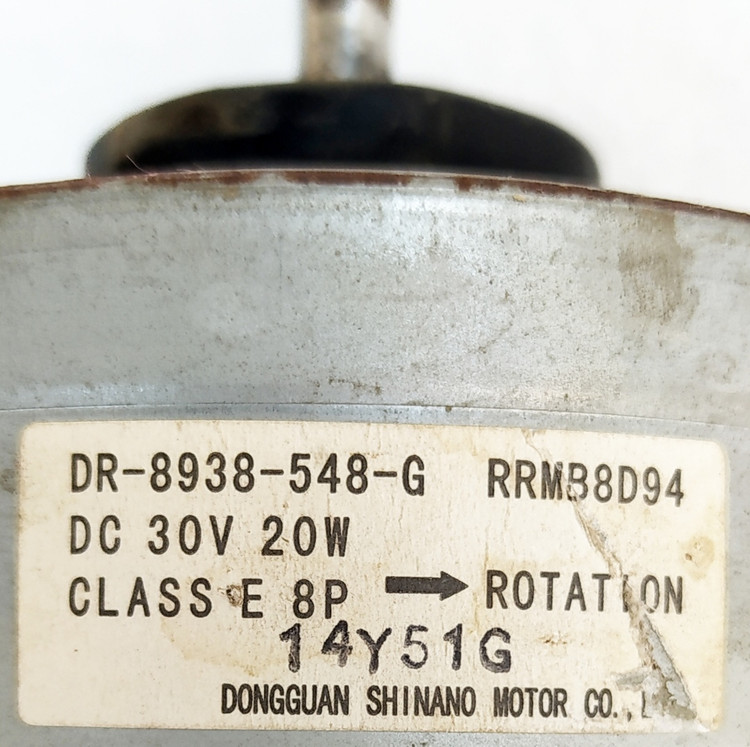 DR-8938-548-G RRMB8D94
DC 30V 20W
CLASS E 8P → ROTATION
14Y51G
DONGGUAN SHINANO MOTOR CO.,